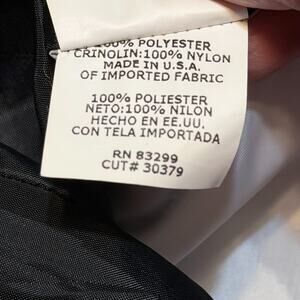 100% POLYESTER
CRINOLIN:100% NYLON
MADE IN U.S.A.
OF IMPORTED FABRIC
100% POLIESTER
NETO:100% NILON
HECHO EN EE.UU.
CON TELA IMPORTADA
RN 83299
CUT# 30379